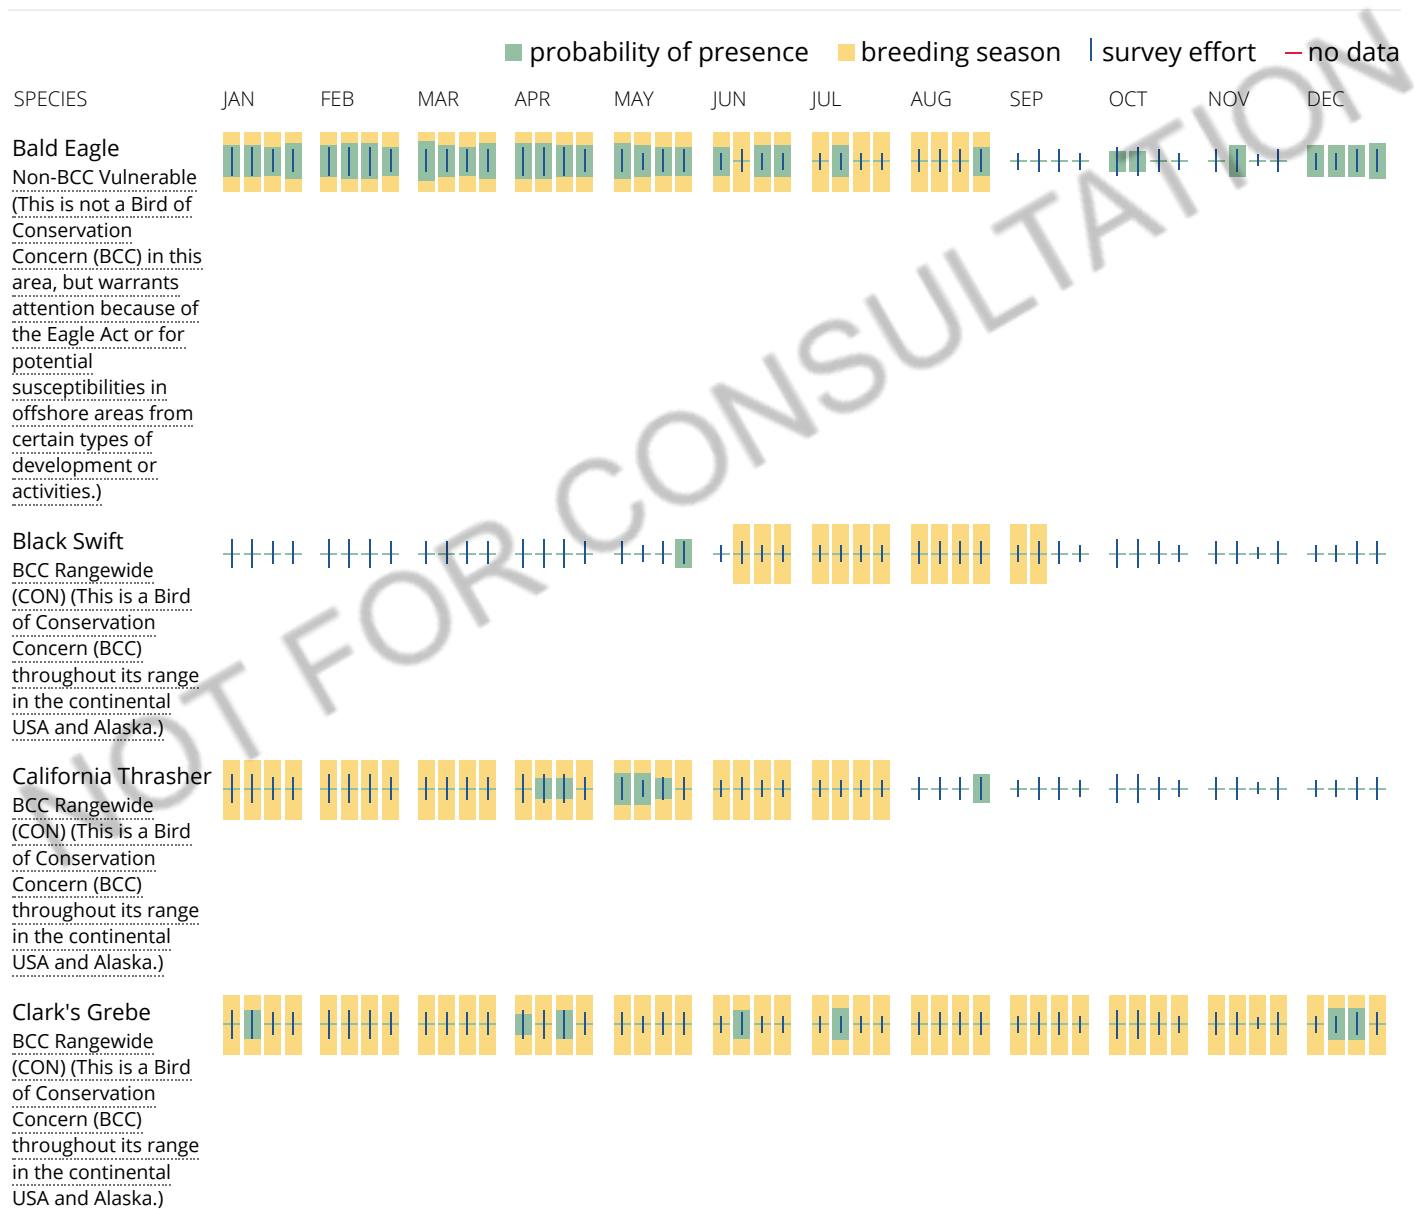 probability of presence breeding season survey effort no data
SPECIES JAN FEB MAR APR MAY JUN JUL AUG SEP OCT NOV DEC
Bald Eagle
Non-BCC Vulnerable
(This is not a Bird of
Conservation
Concern (BCC) in this
area, but warrants
attention because of
the Eagle Act or for
potential
susceptibilities in
offshore areas from
certain types of
development or
activities.)
Black Swift
BCC Rangewide
(CON) (This is a Bird
of Conservation
Concern (BCC)
throughout its range
in the continental
USA and Alaska.)
California Thrasher
BCC Rangewide
(CON) (This is a Bird
of Conservation
Concern (BCC)
throughout its range
in the continental
USA and Alaska.)
Clark's Grebe
BCC Rangewide
(CON) (This is a Bird
of Conservation
Concern (BCC)
throughout its range
in the continental
USA and Alaska.)
NOT FOR CONSULTATION